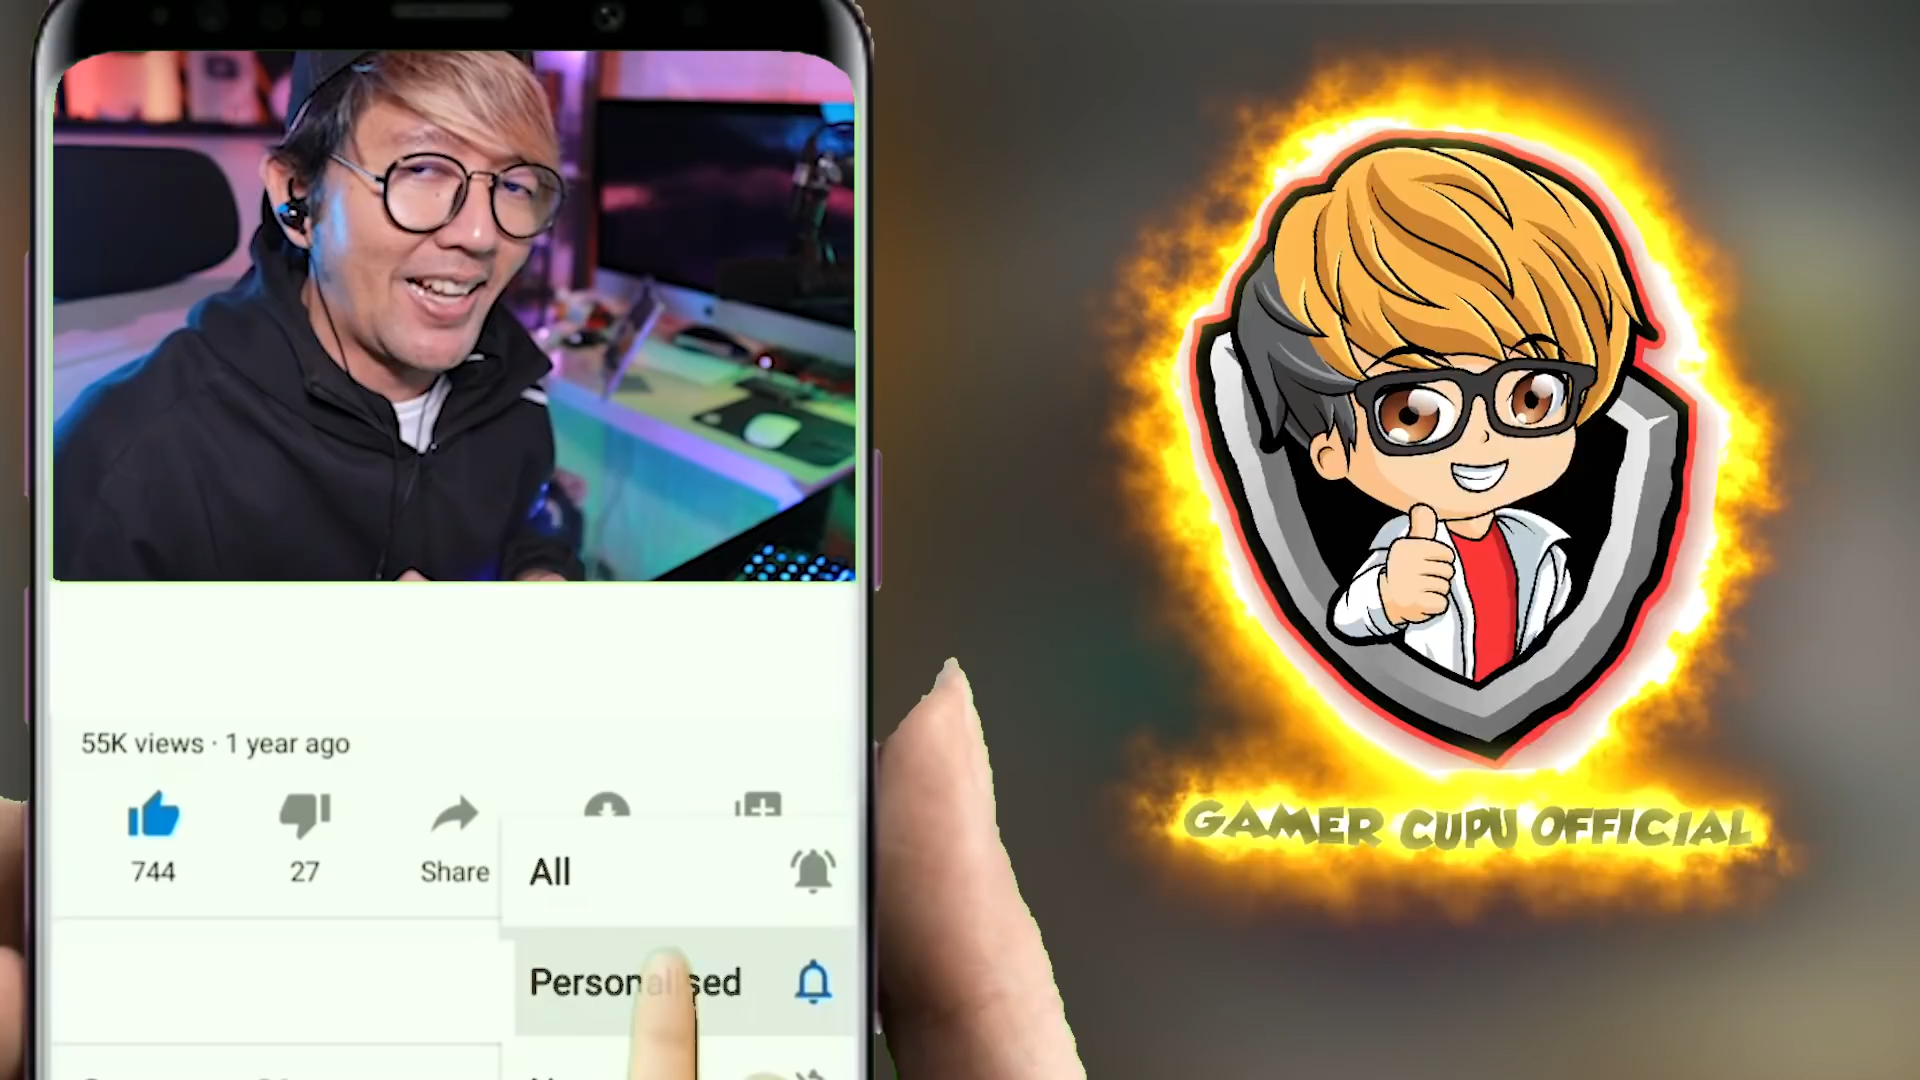 55K views · 1 year ago
744
27
Share
All
Personalised
GAMER CUPU OFFICIAL